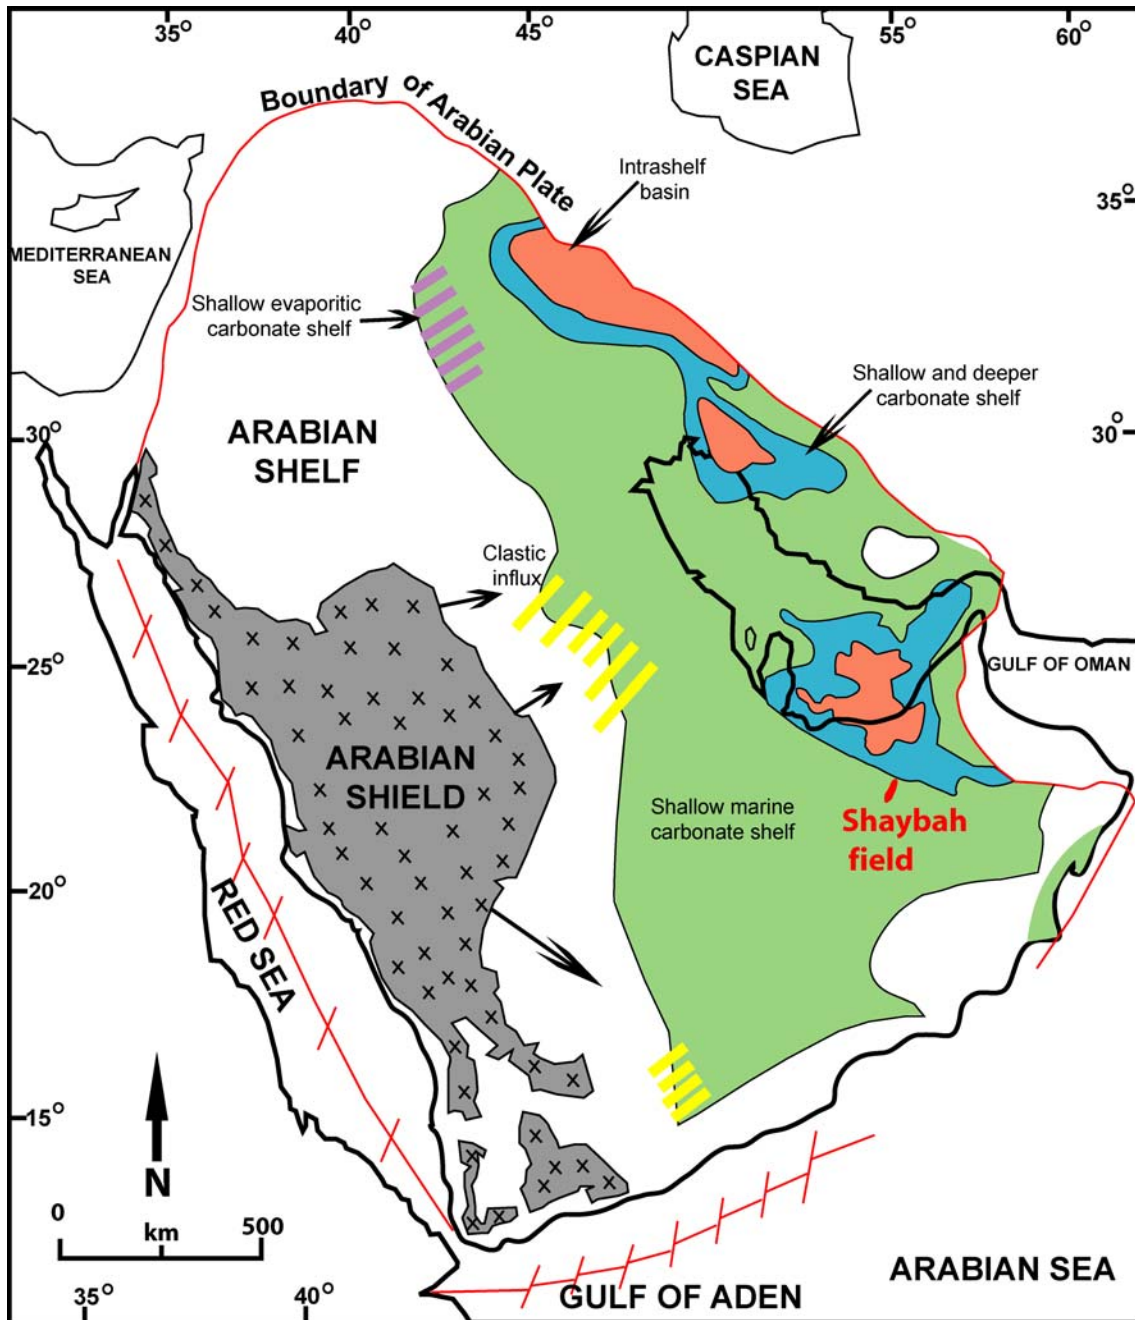 35°
40°
45°
55°
60°
CASPIAN
SEA
Boundary of Arabian Plate
Intrashelf
basin
35°
MEDITERRANEAN
SEA
Shallow evaporitic
carbonate shelf
Shallow and deeper
carbonate shelf
30°
30°
ARABIAN
SHELF
Clastic
influx
25°
GULF OF OMAN
ARABIAN
SHIELD
Shallow marine
carbonate shelf
Shaybah
field
20°
RED SEA
15°
N
0
km
500
ARABIAN SEA
GULF OF ADEN
35°
40°